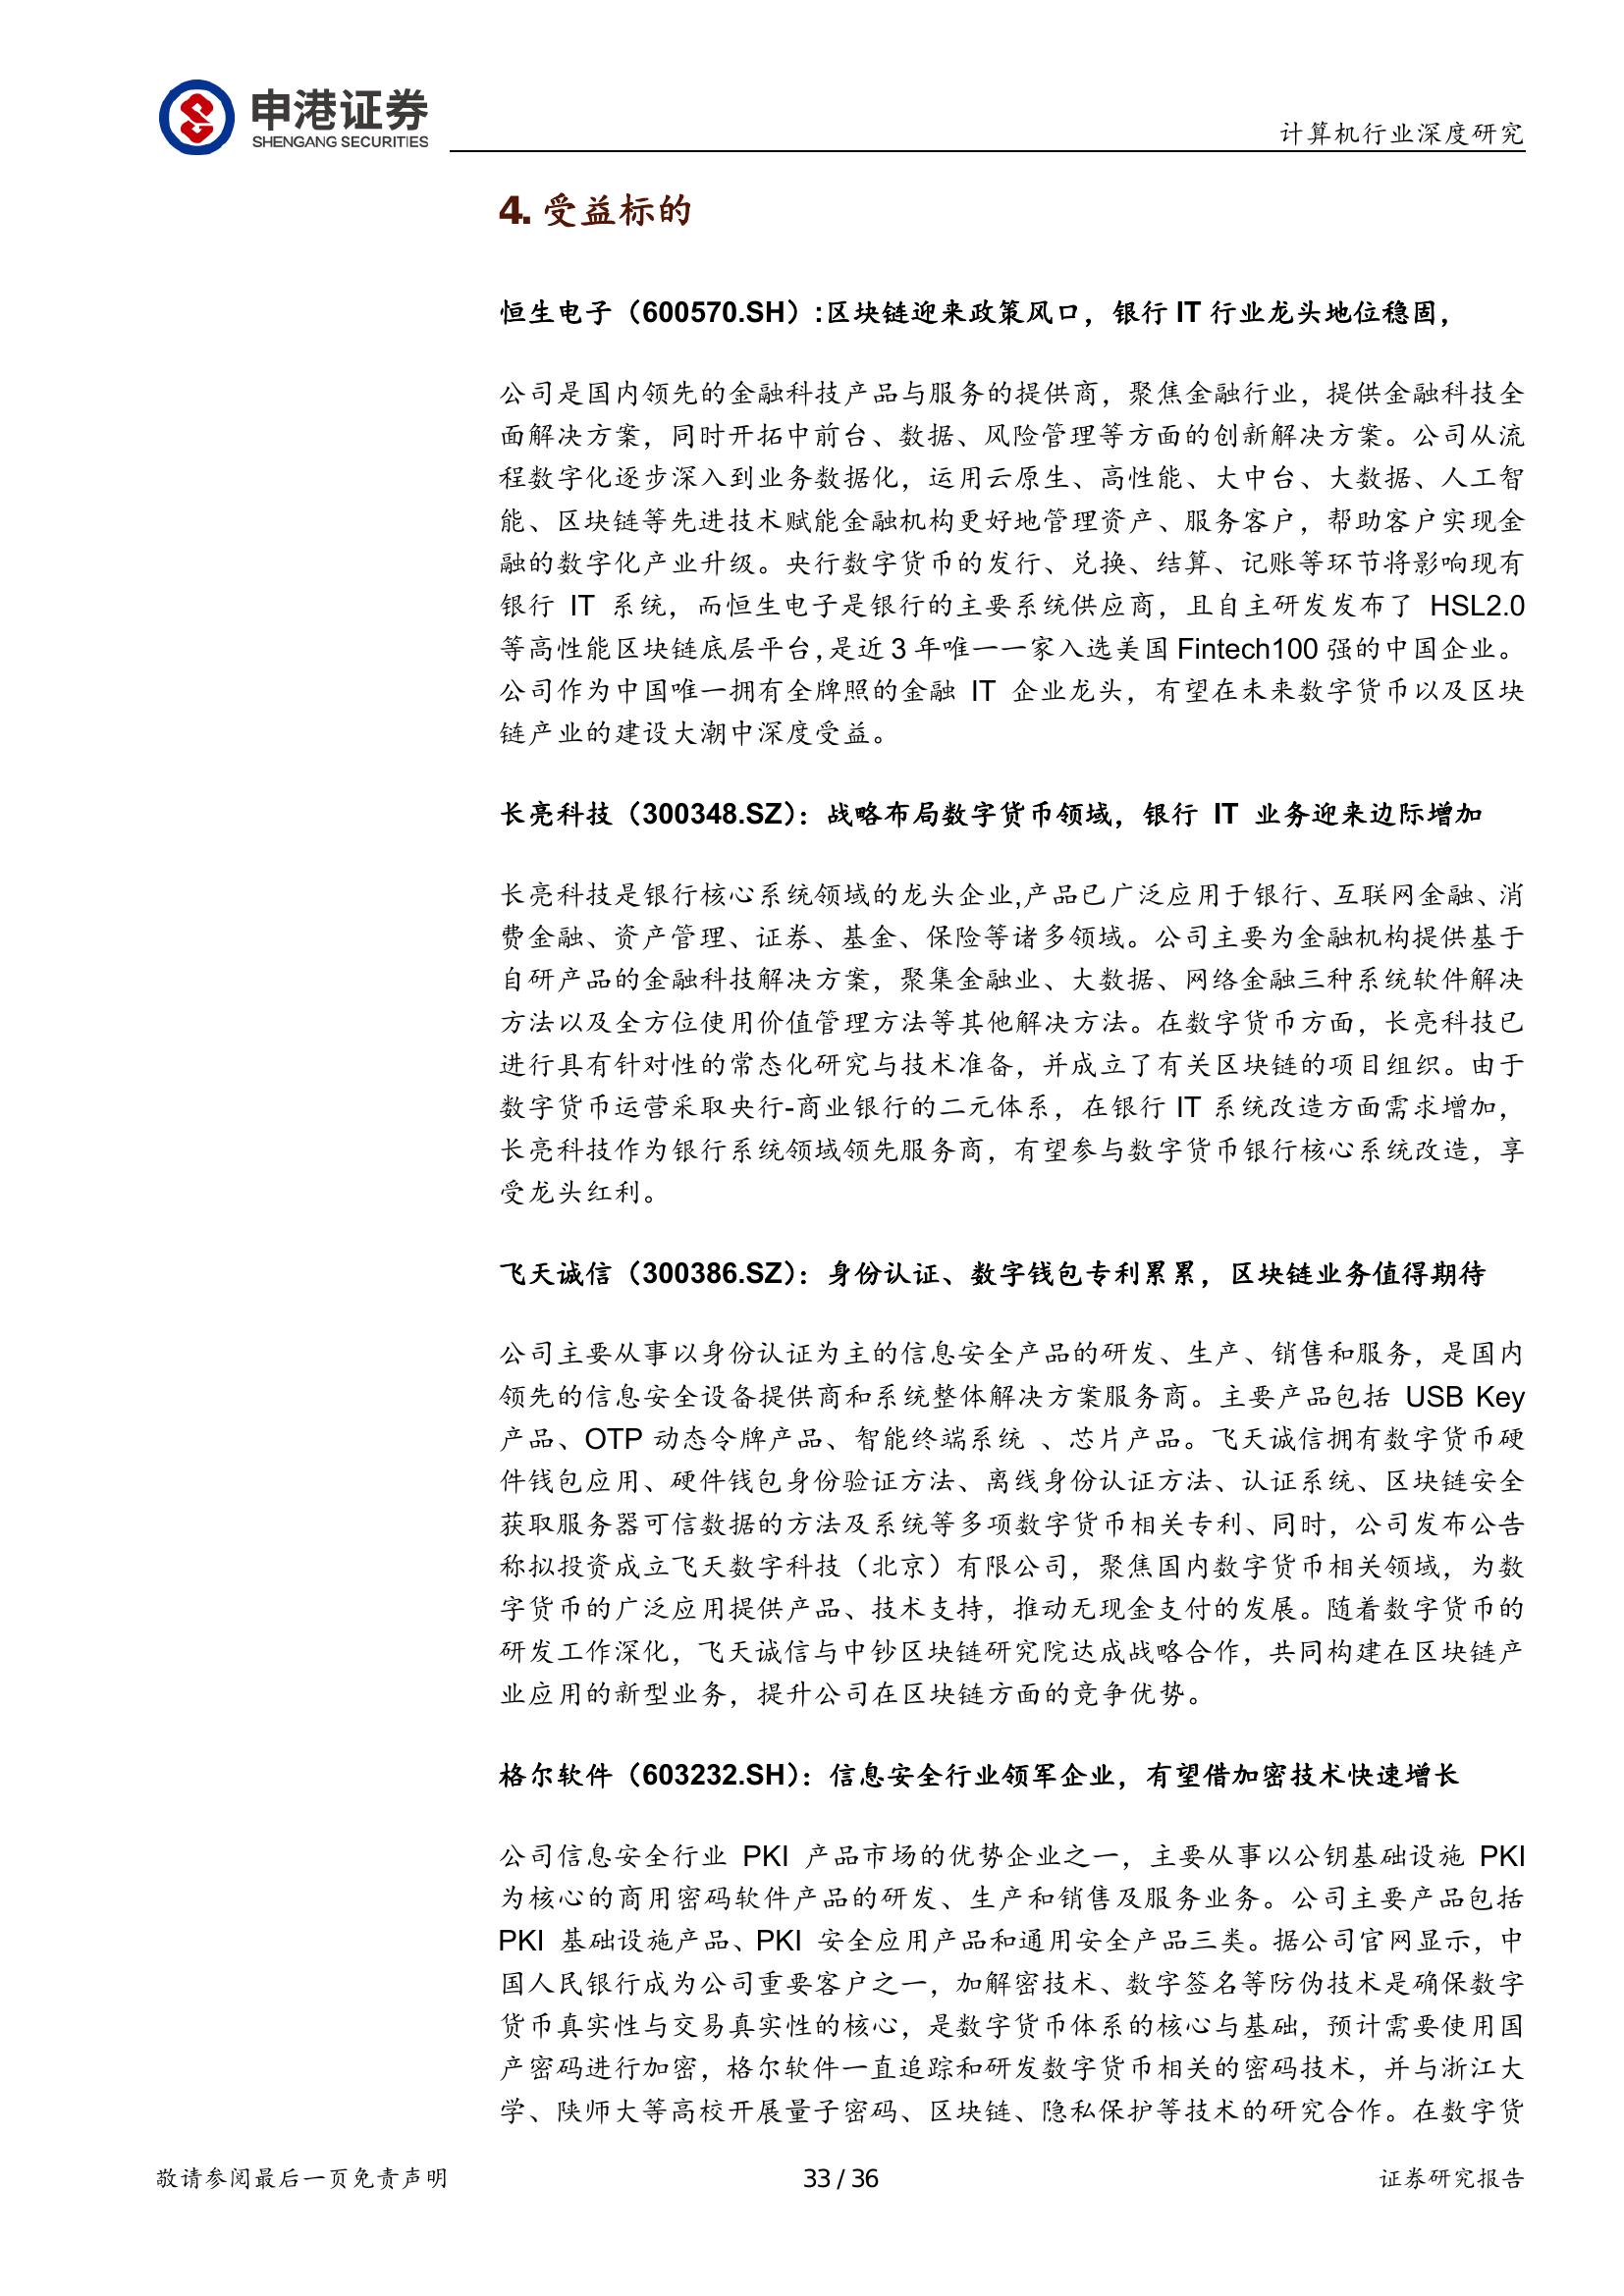 申港证券
SHENGANG SECURITIES
计算机行业深度研究
4. 受益标的
恒生电子（600570.SH）:区块链迎来政策风口，银行 IT 行业龙头地位稳固，
公司是国内领先的金融科技产品与服务的提供商，聚焦金融行业，提供金融科技全
面解决方案，同时开拓中前台、数据、风险管理等方面的创新解决方案。公司从流
程数字化逐步深入到业务数据化，运用云原生、高性能、大中台、大数据、人工智
能、区块链等先进技术赋能金融机构更好地管理资产、服务客户，帮助客户实现金
融的数字化产业升级。央行数字货币的发行、兑换、结算、记账等环节将影响现有
银行 IT 系统，而恒生电子是银行的主要系统供应商，且自主研发发布了 HSL2.0
等高性能区块链底层平台,是近 3 年唯一一家入选美国 Fintech100 强的中国企业。
公司作为中国唯一拥有全牌照的金融 IT 企业龙头，有望在未来数字货币以及区块
链产业的建设大潮中深度受益。
长亮科技（300348.SZ）：战略布局数字货币领域，银行 IT 业务迎来边际增加
长亮科技是银行核心系统领域的龙头企业,产品已广泛应用于银行、互联网金融、消
费金融、资产管理、证券、基金、保险等诸多领域。公司主要为金融机构提供基于
自研产品的金融科技解决方案，聚集金融业、大数据、网络金融三种系统软件解决
方法以及全方位使用价值管理方法等其他解决方法。在数字货币方面，长亮科技已
进行具有针对性的常态化研究与技术准备，并成立了有关区块链的项目组织。由于
数字货币运营采取央行-商业银行的二元体系，在银行 IT 系统改造方面需求增加，
长亮科技作为银行系统领域领先服务商，有望参与数字货币银行核心系统改造，享
受龙头红利。
飞天诚信（300386.SZ）：身份认证、数字钱包专利累累，区块链业务值得期待
公司主要从事以身份认证为主的信息安全产品的研发、生产、销售和服务，是国内
领先的信息安全设备提供商和系统整体解决方案服务商。主要产品包括 USB Key
产品、OTP 动态令牌产品、智能终端系统 、芯片产品。飞天诚信拥有数字货币硬
件钱包应用、硬件钱包身份验证方法、离线身份认证方法、认证系统、区块链安全
获取服务器可信数据的方法及系统等多项数字货币相关专利、同时，公司发布公告
称拟投资成立飞天数字科技（北京）有限公司，聚焦国内数字货币相关领域，为数
字货币的广泛应用提供产品、技术支持，推动无现金支付的发展。随着数字货币的
研发工作深化，飞天诚信与中钞区块链研究院达成战略合作，共同构建在区块链产
业应用的新型业务，提升公司在区块链方面的竞争优势。
格尔软件（603232.SH）：信息安全行业领军企业，有望借加密技术快速增长
公司信息安全行业 PKI 产品市场的优势企业之一，主要从事以公钥基础设施 PKI
为核心的商用密码软件产品的研发、生产和销售及服务业务。公司主要产品包括
PKI 基础设施产品、PKI 安全应用产品和通用安全产品三类。据公司官网显示，中
国人民银行成为公司重要客户之一，加解密技术、数字签名等防伪技术是确保数字
货币真实性与交易真实性的核心，是数字货币体系的核心与基础，预计需要使用国
产密码进行加密，格尔软件一直追踪和研发数字货币相关的密码技术，并与浙江大
学、陕师大等高校开展量子密码、区块链、隐私保护等技术的研究合作。在数字货
敬请参阅最后一页免责声明
33 / 36
证券研究报告